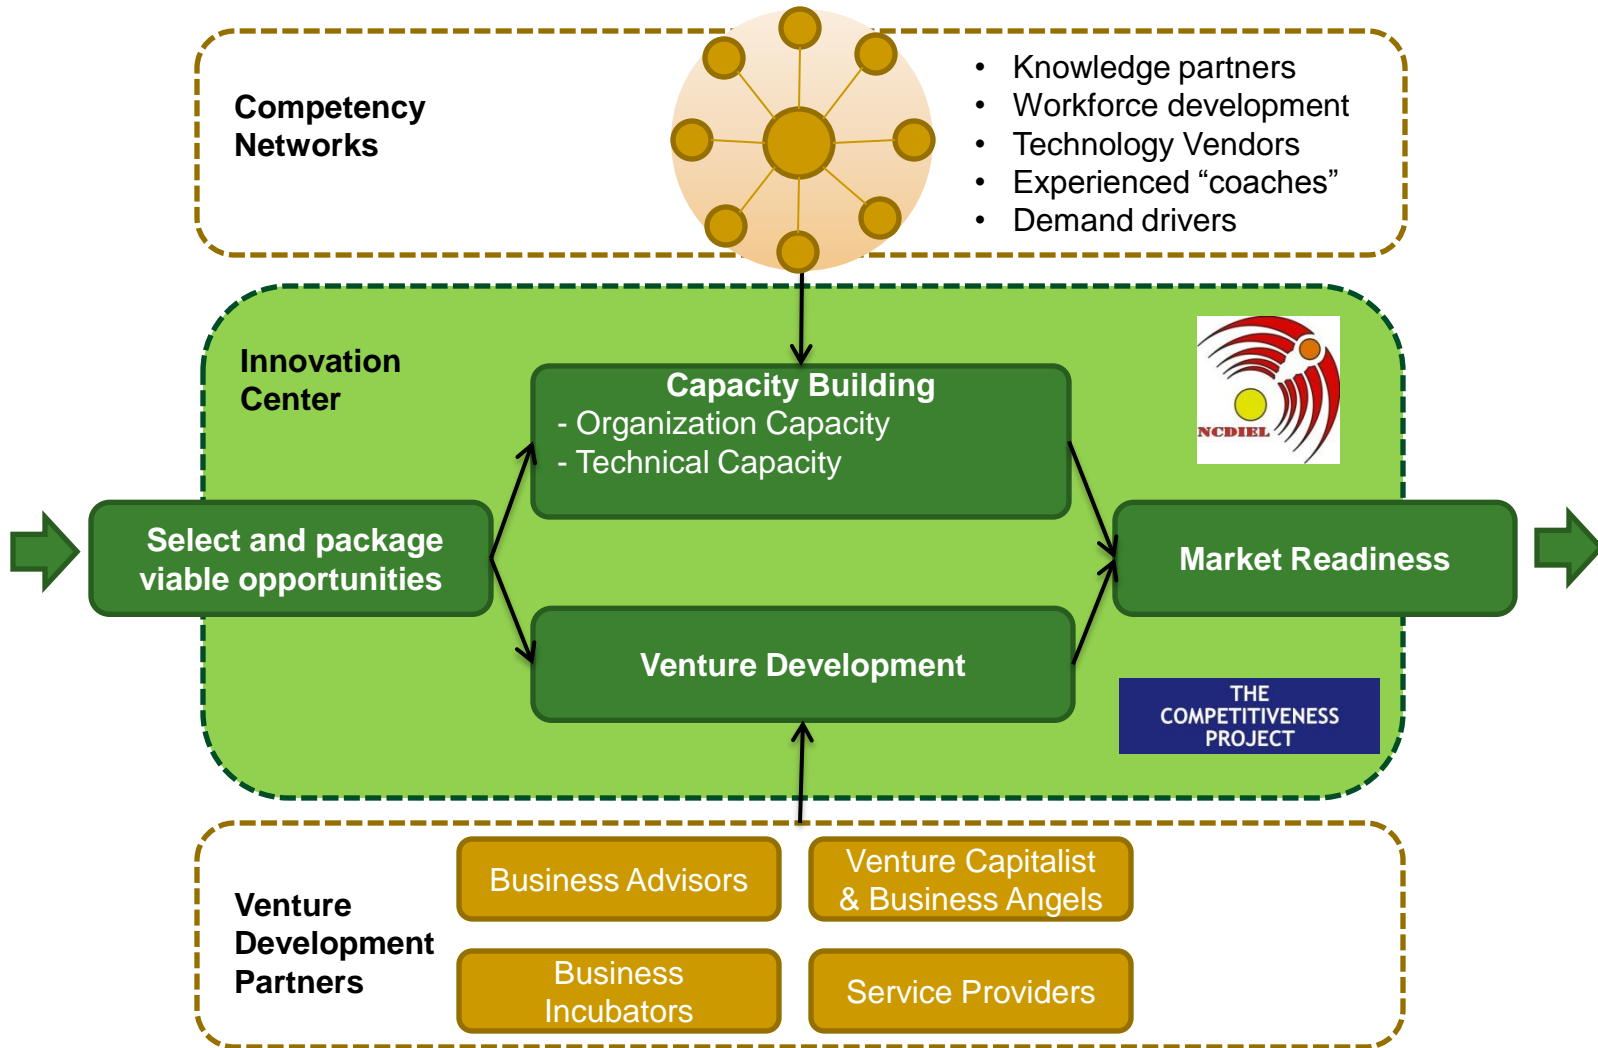 Competency
Networks
• Knowledge partners
• Workforce development
• Technology Vendors
• Experienced “coaches”
• Demand drivers
Innovation
Center
Capacity Building
- Organization Capacity
- Technical Capacity
NCDIEL
Select and package
viable opportunities
Market Readiness
Venture Development
THE
COMPETITIVENESS
PROJECT
Venture
Development
Partners
Business Advisors
Venture Capitalist
& Business Angels
Business
Incubators
Service Providers